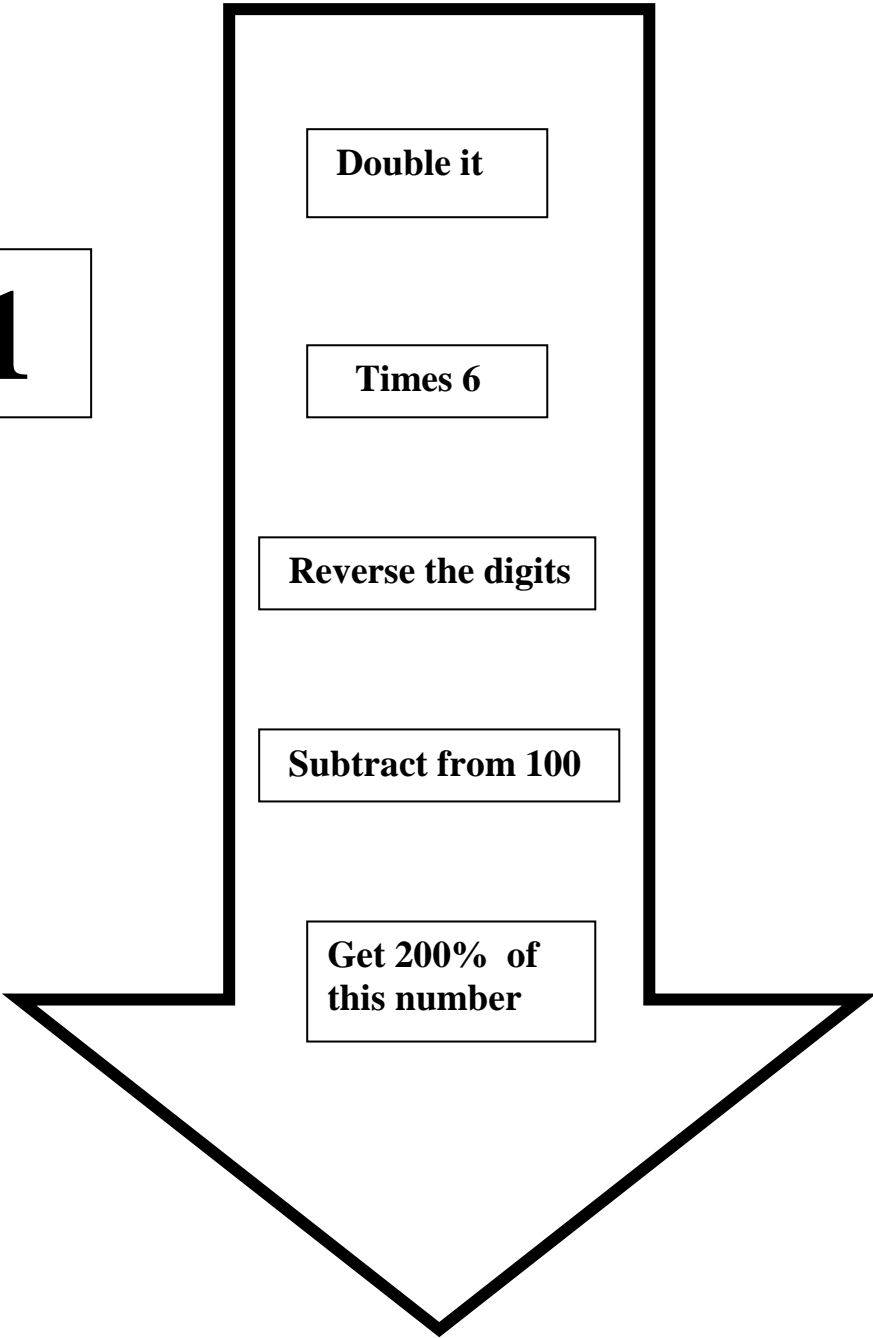 Double it
1
Times 6
Reverse the digits
Subtract from 100
Get 200% of
this number